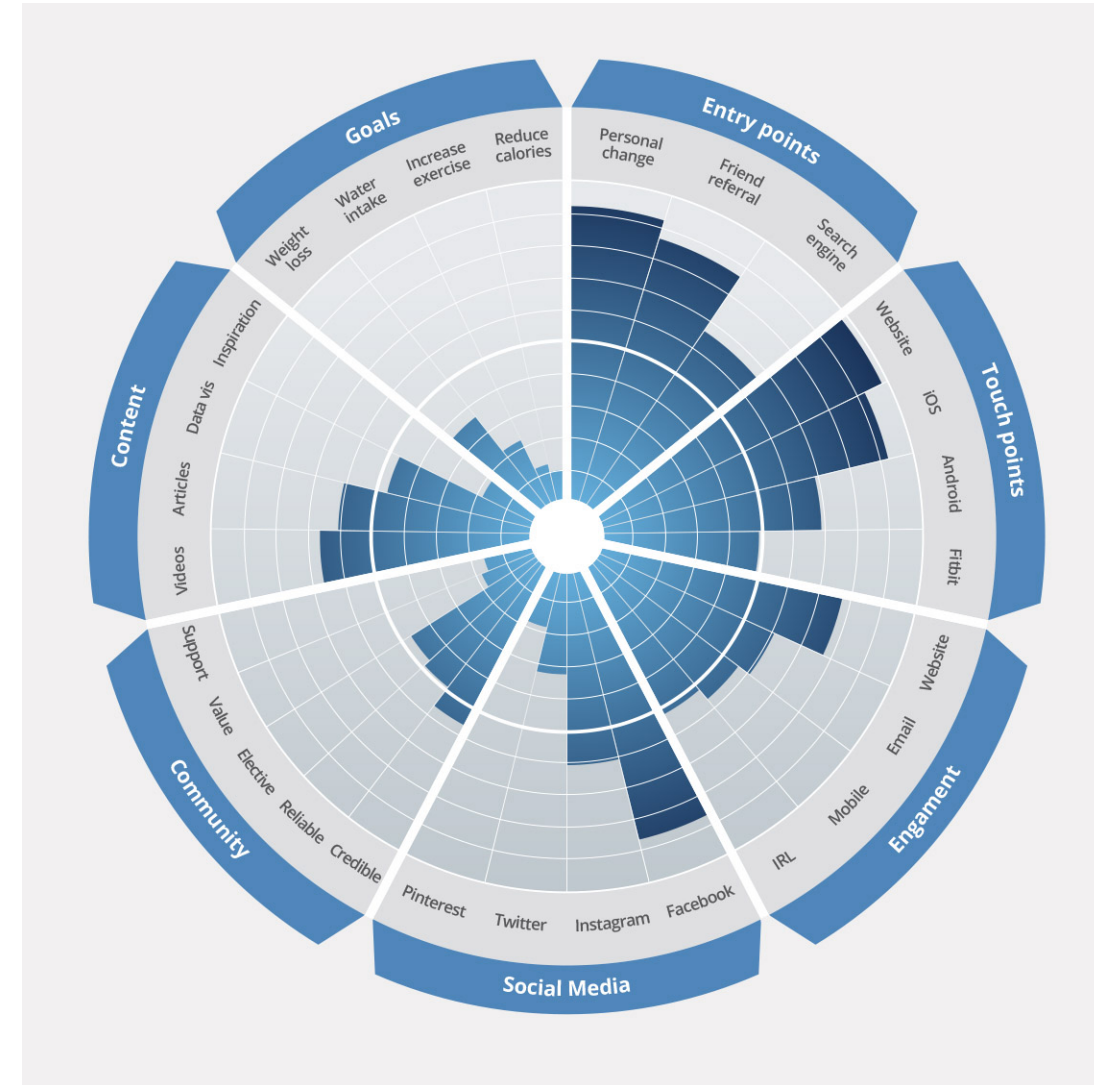 Goals
Reduce
calories
Increase
exercise
Water
intake
Weight
loss
Entry points
Personal
change
Friend
referral
Search
engine
Touch points
Website
iOS
Android
Fitbit
Engament
Website
Email
Mobile
IRL
Social Media
Facebook
Instagram
Twitter
Pinterest
Community
Credible
Reliable
Elective
Value
Support
Content
Videos
Articles
Data vis
Inspiration